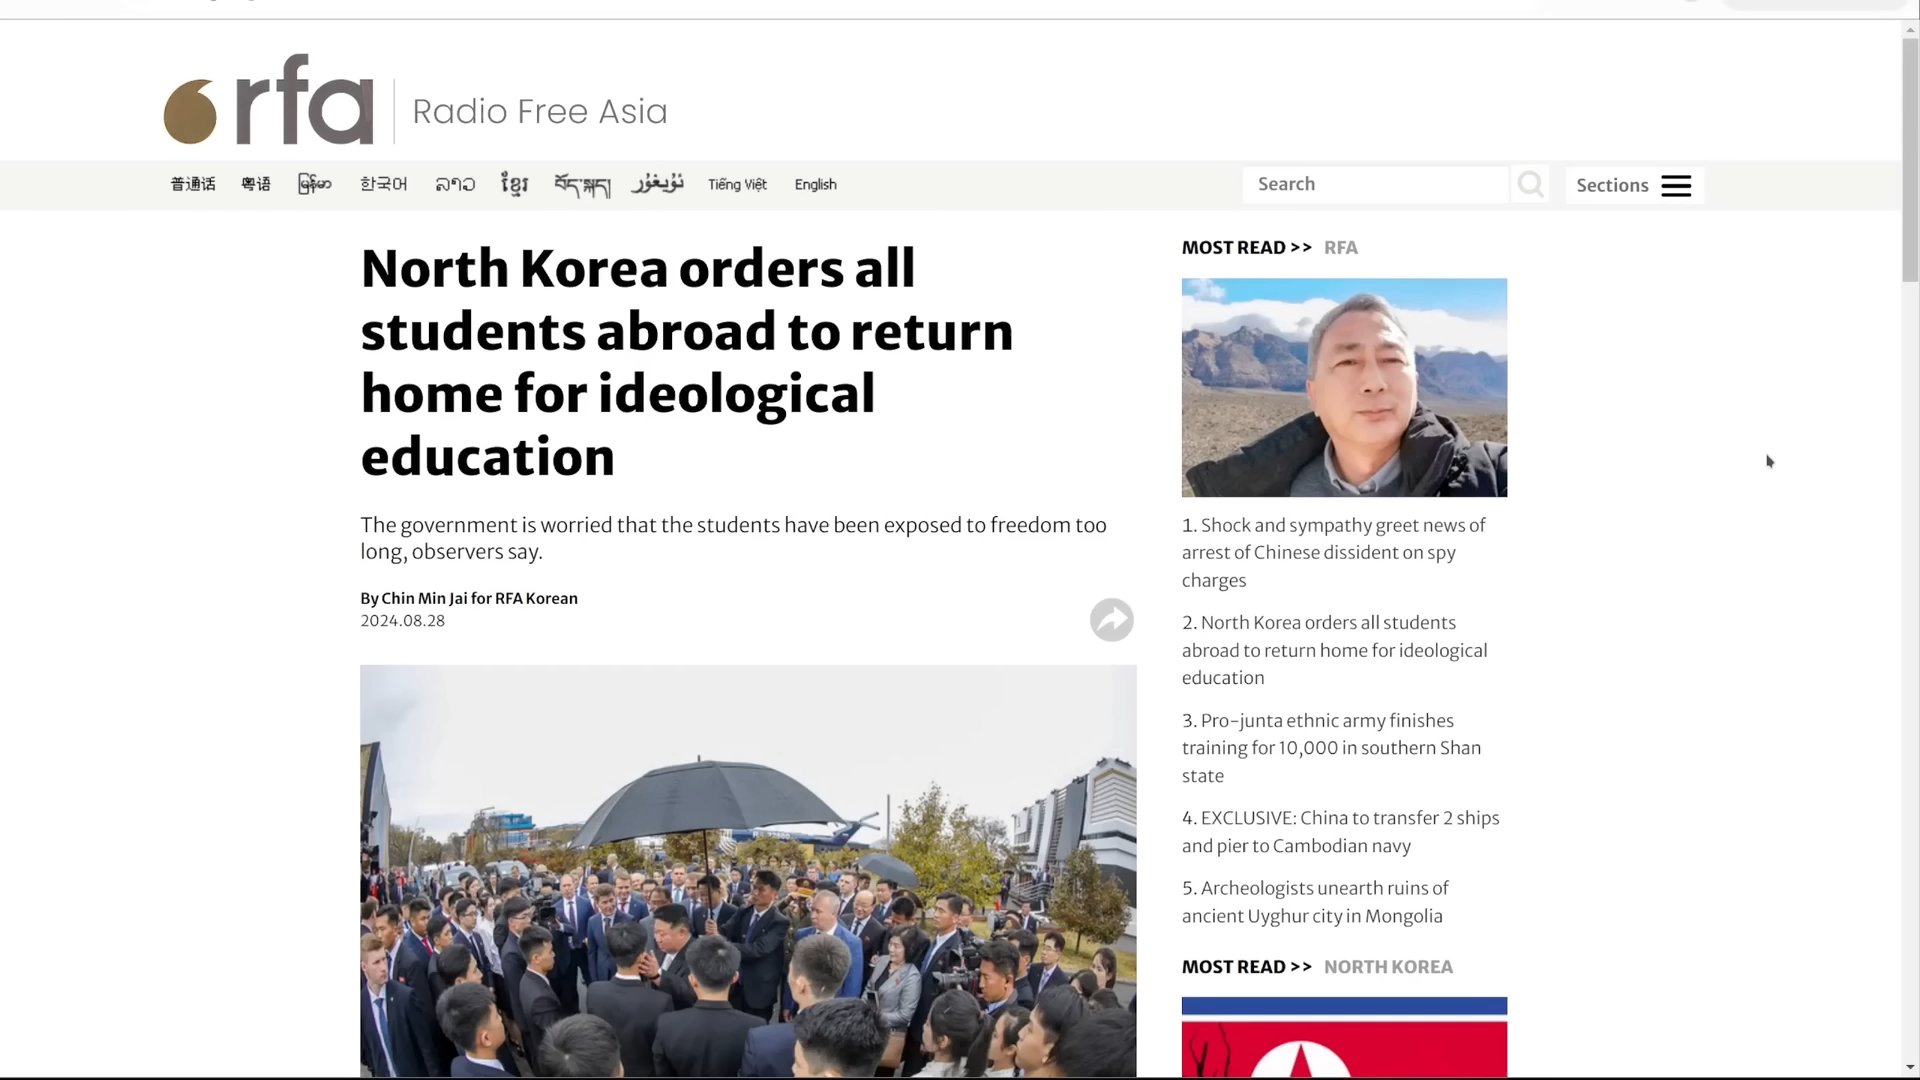 rfa Radio Free Asia
普通话 粤语 မြန်မာ 한국어 ລາວ ខ្មែរ བོད་སྐད། ئۇيغۇر Tiếng Việt English
Search
Sections
North Korea orders all
students abroad to return
home for ideological
education
The government is worried that the students have been exposed to freedom too
long, observers say.
By Chin Min Jai for RFA Korean
2024.08.28
MOST READ >> RFA
1. Shock and sympathy greet news of
arrest of Chinese dissident on spy
charges
2. North Korea orders all students
abroad to return home for ideological
education
3. Pro-junta ethnic army finishes
training for 10,000 in southern Shan
state
4. EXCLUSIVE: China to transfer 2 ships
and pier to Cambodian navy
5. Archeologists unearth ruins of
ancient Uyghur city in Mongolia
MOST READ >> NORTH KOREA